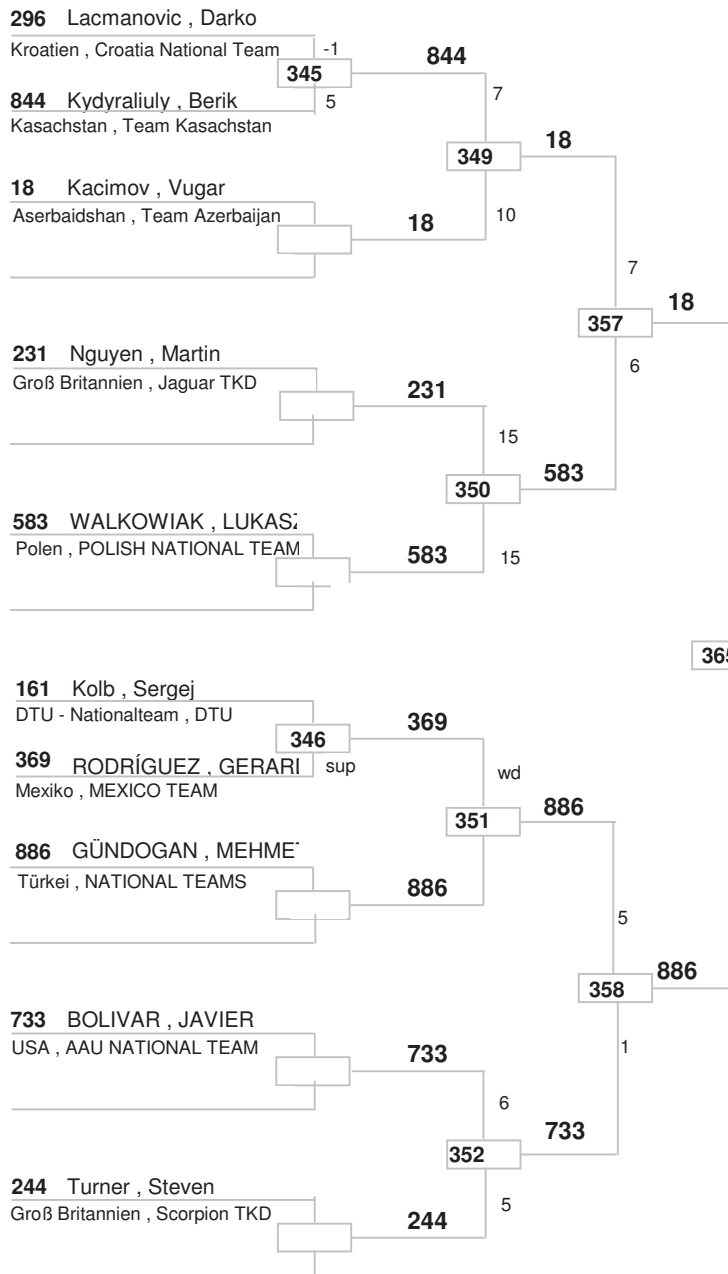 296 Lacmanovic , Darko
Kroatien , Croatia National Team
-1
345
844
844 Kydyraliuly , Berik
5
Kasachstan , Team Kasachstan
7
349
18
18 Kacimov , Vugar
Aserbaidshan , Team Azerbaijan
18
10
7
357
18
231 Nguyen , Martin
Groß Britannien , Jaguar TKD
6
231
15
350
583
583 WALKOWIAK , LUKASZ
Polen , POLISH NATIONAL TEAM
583
15
365
161 Kolb , Sergej
DTU - Nationalteam , DTU
346
369
369 RODRÍGUEZ , GERARD
sup
Mexiko , MEXICO TEAM
wd
351
886
886 GÜNDOGAN , MEHMET
Türkei , NATIONAL TEAMS
886
5
358
886
733 BOLIVAR , JAVIER
USA , AAU NATIONAL TEAM
733
1
6
352
733
244 Turner , Steven
Groß Britannien , Scorpion TKD
244
5